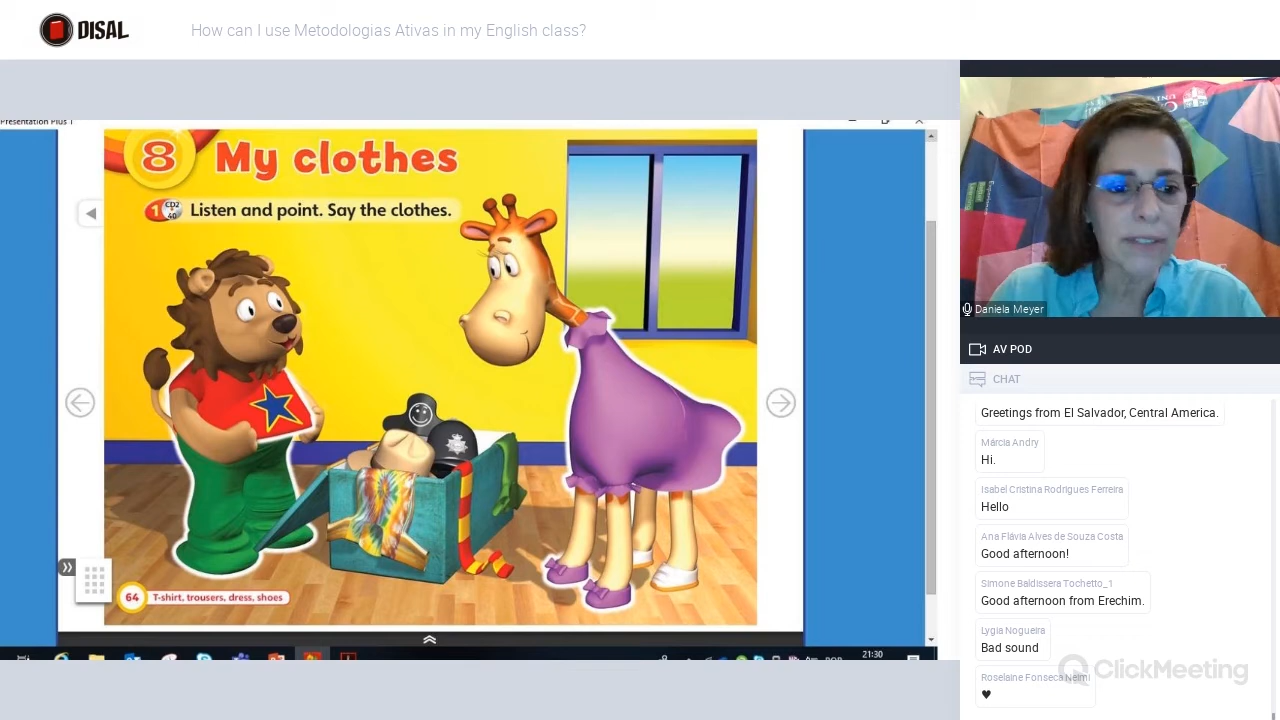 DISAL
How can I use Metodologias Ativas in my English class?
Presentation Plus 1
8
My clothes
1 CD2 40 Listen and point. Say the clothes.
64 T-shirt, trousers, dress, shoes
21:30
Daniela Meyer
AV POD
CHAT
Greetings from El Salvador, Central America.
Márcia Andry
Hi.
Isabel Cristina Rodrigues Ferreira
Hello
Ana Flávia Alves de Souza Costa
Good afternoon!
Simone Baldissera Tochetto_1
Good afternoon from Erechim.
Lygia Nogueira
Bad sound
Roselaine Fonseca Neimi
♥
ClickMeeting